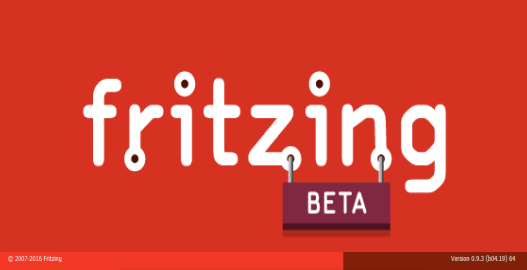 fritzing
BETA
© 2007-2016 Fritzing
Version 0.9.3 (b04.19) 64